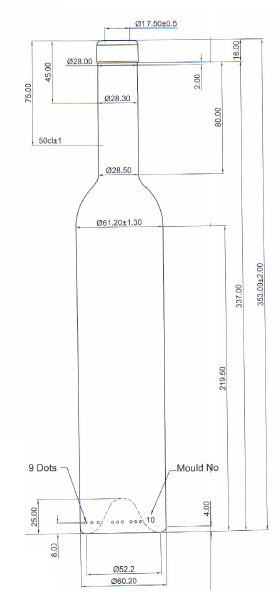 Ø17.50±0.5
16.00
Ø28.00
2.00
45.00
75.00
Ø28.30
80.00
50cl±1
Ø28.50
Ø61.20±1.30
353.00±2.00
337.00
219.50
9 Dots
Mould No
25.00
10
4.00
8.0
Ø52.2
Ø60.20